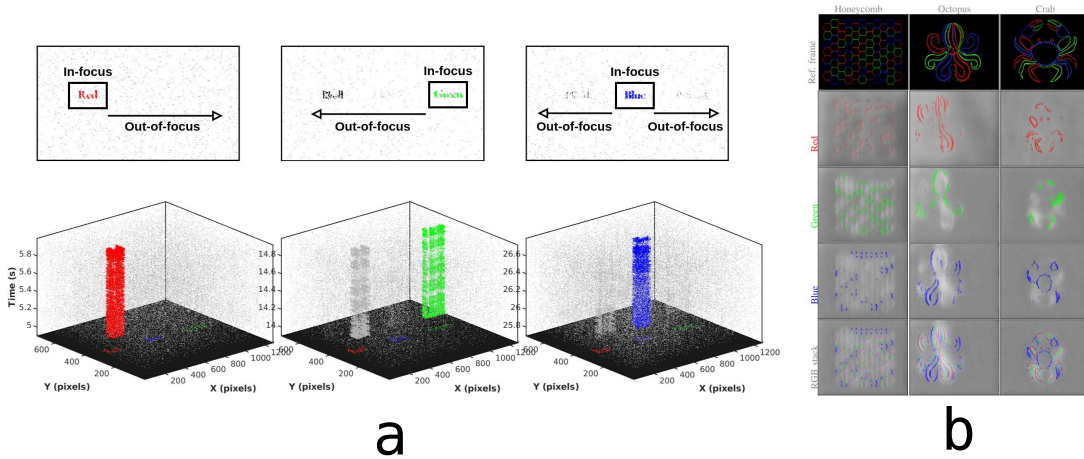 In-focus
Red
Out-of-focus
In-focus
Green
Out-of-focus
In-focus
Blue
Out-of-focus
Out-of-focus
Time (s)
5.8
5.6
5.4
5.2
5
600
400
200
Y (pixels)
200
400
600
800
1000
1200
X (pixels)
14.8
14.6
14.4
14.2
14
600
400
200
Y (pixels)
200
400
600
800
1000
1200
X (pixels)
26.6
26.4
26.2
26
25.8
600
400
200
Y (pixels)
200
400
600
800
1000
1200
X (pixels)
a
Honeycomb Octopus Crab
Ref. frame
Red
Green
Blue
RGB stack
b